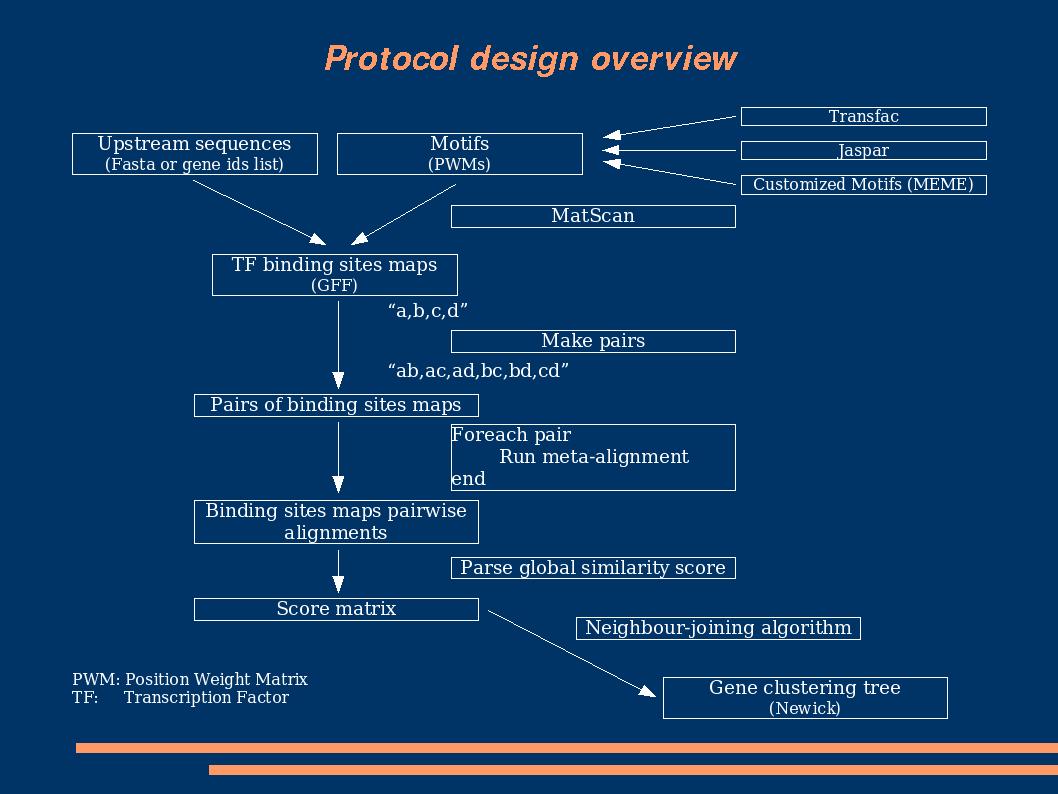 Protocol design overview
Transfac
Upstream sequences
(Fasta or gene ids list)
Motifs
(PWMs)
Jaspar
Customized Motifs (MEME)
MatScan
TF binding sites maps
(GFF)
“a,b,c,d”
Make pairs
“ab,ac,ad,bc,bd,cd”
Pairs of binding sites maps
Foreach pair
Run meta-alignment
end
Binding sites maps pairwise
alignments
Parse global similarity score
Score matrix
Neighbour-joining algorithm
Gene clustering tree
(Newick)
PWM: Position Weight Matrix
TF: Transcription Factor